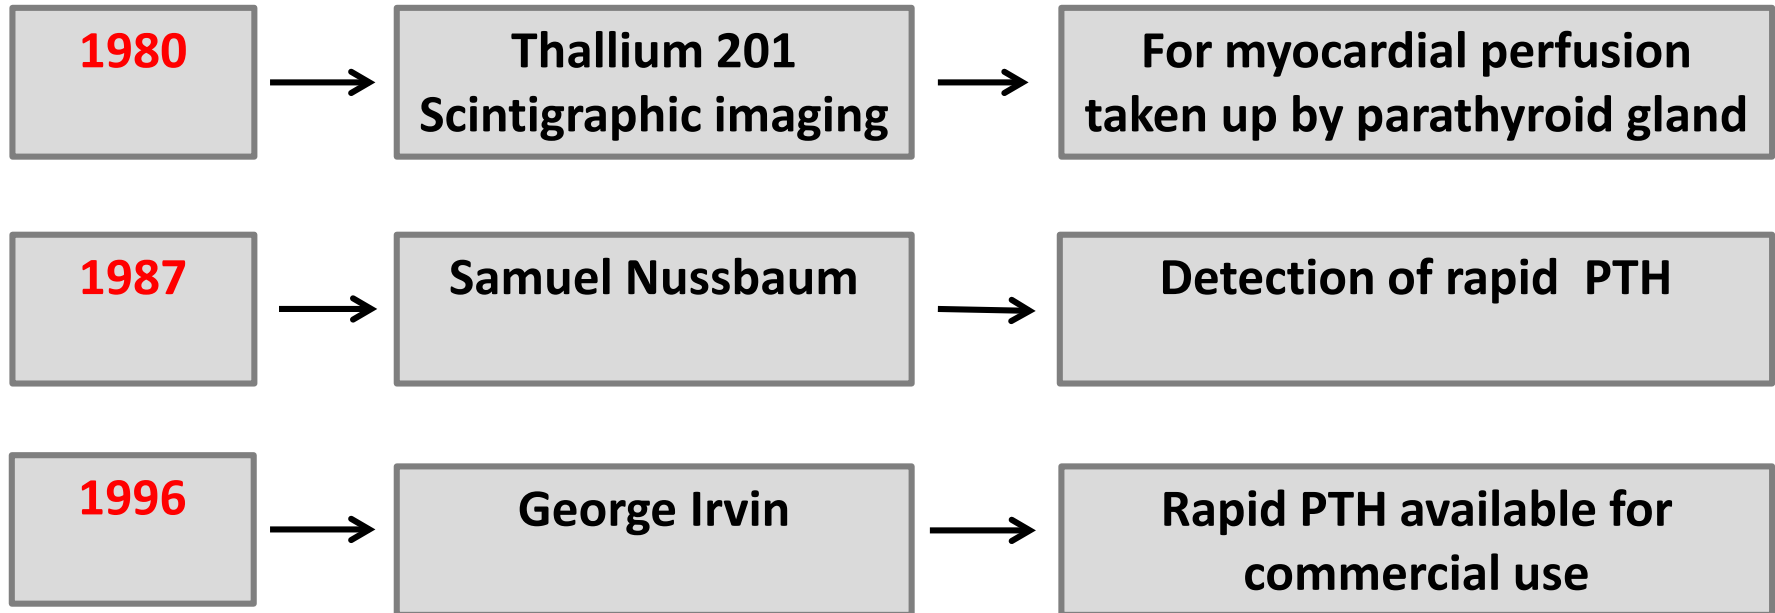 1980
Thallium 201
Scintigraphic imaging
For myocardial perfusion
taken up by parathyroid gland
1987
Samuel Nussbaum
Detection of rapid  PTH
1996
George Irvin
Rapid PTH available for
commercial use